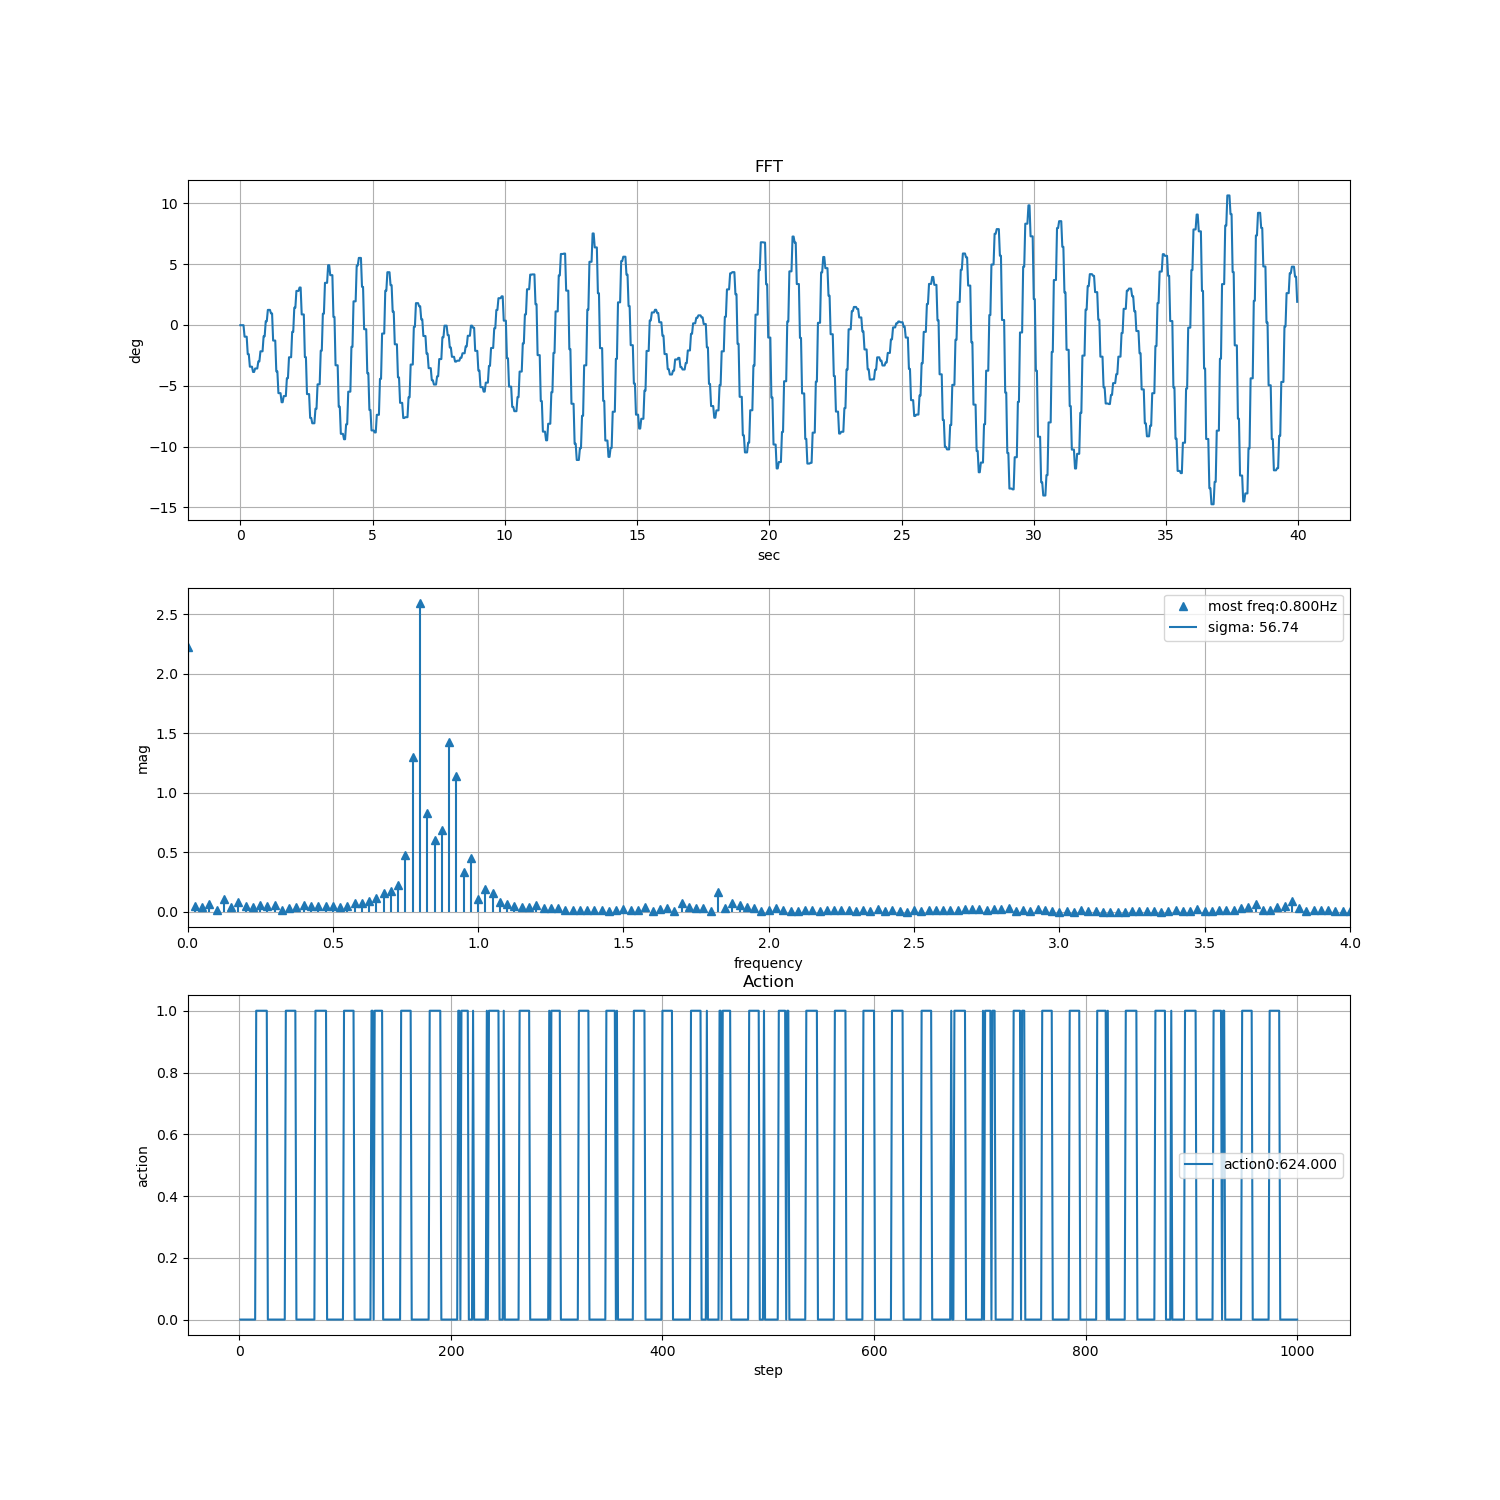 FFT
10
5
0
−5
−10
−15
deg
0 5 10 15 20 25 30 35 40
sec
2.5
2.0
1.5
1.0
0.5
0.0
mag
most freq:0.800Hz
sigma: 56.74
0.0 0.5 1.0 1.5 2.0 2.5 3.0 3.5 4.0
frequency
Action
1.0
0.8
0.6
0.4
0.2
0.0
action
action0:624.000
0 200 400 600 800 1000
step